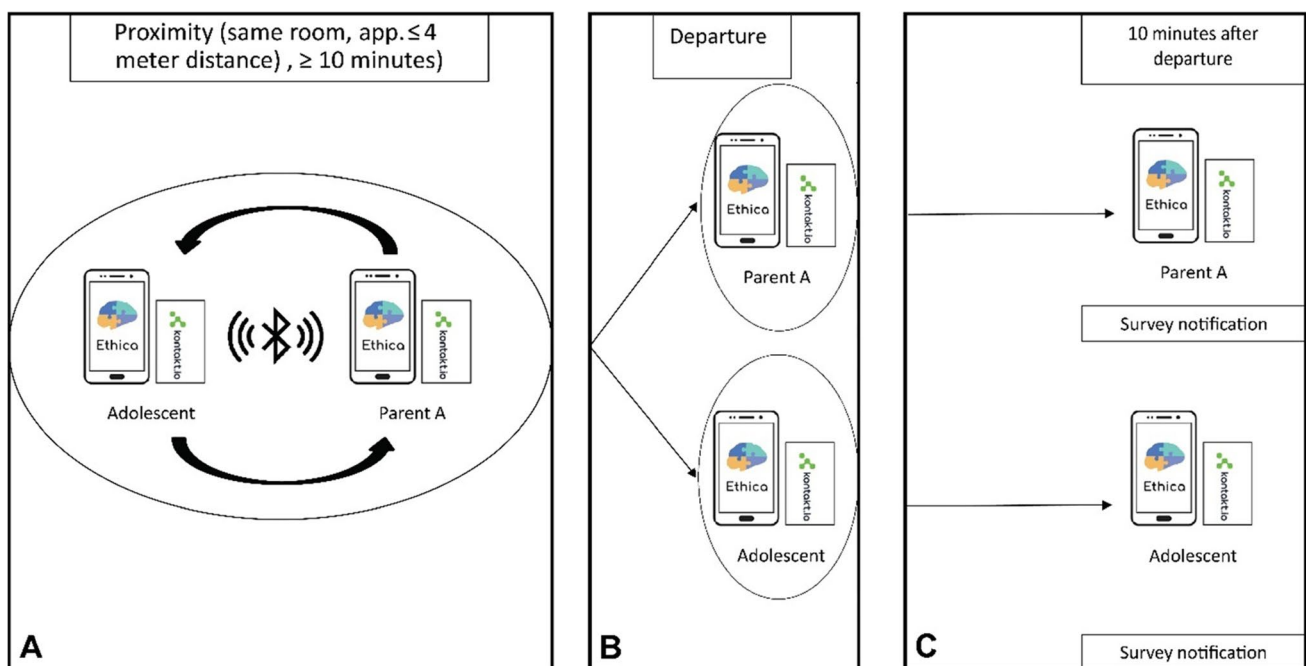 Proximity (same room, app.≤ 4
meter distance) , ≥ 10 minutes)
Ethica
kontakt.io
Ethica
kontakt.io
Adolescent
Parent A
A
Departure
Ethica
kontakt.io
Parent A
Ethica
kontakt.io
Adolescent
B
10 minutes after
departure
Ethica
kontakt.io
Parent A
Survey notification
Ethica
kontakt.io
Adolescent
Survey notification
C